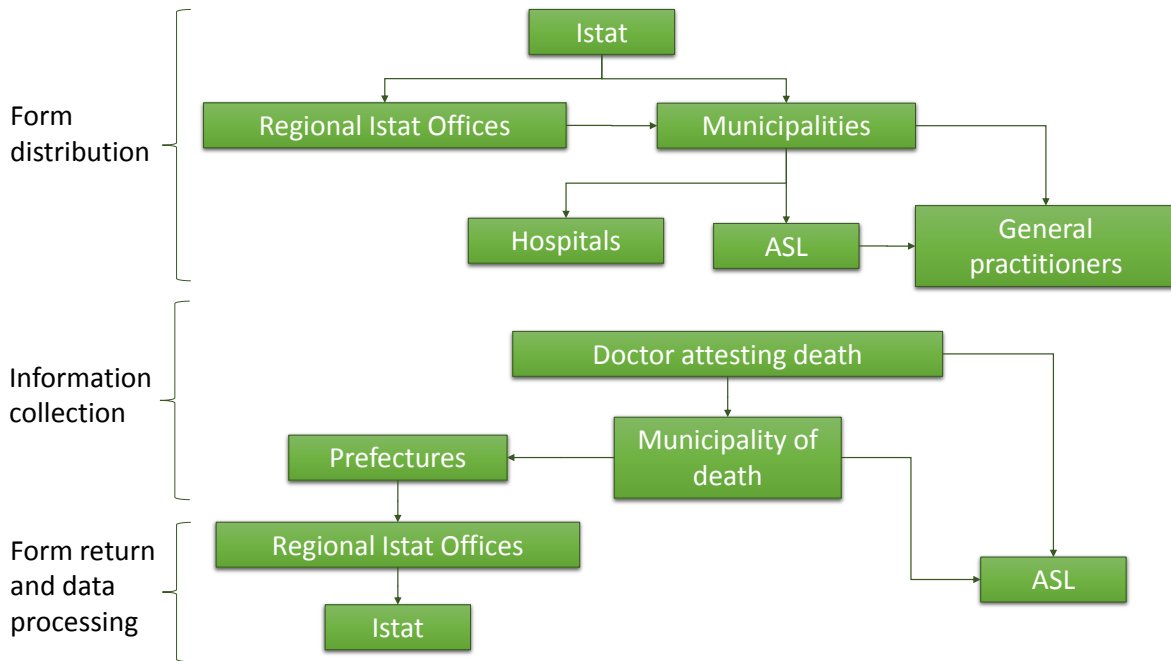 Istat
Form
distribution
Regional Istat Offices
Municipalities
Hospitals
ASL
General
practitioners
Information
collection
Doctor attesting death
Prefectures
Municipality of
death
Form return
and data
processing
Regional Istat Offices
ASL
Istat